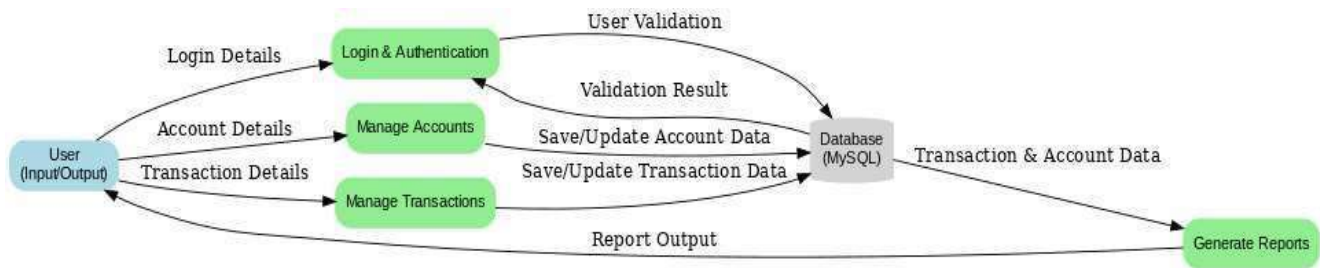 User Validation
Login & Authentication
Login Details
Validation Result
Account Details
Manage Accounts
Save/Update Account Data
Database
(MySQL)
User
(Input/Output)
Transaction & Account Data
Transaction Details
Save/Update Transaction Data
Manage Transactions
Report Output
Generate Reports